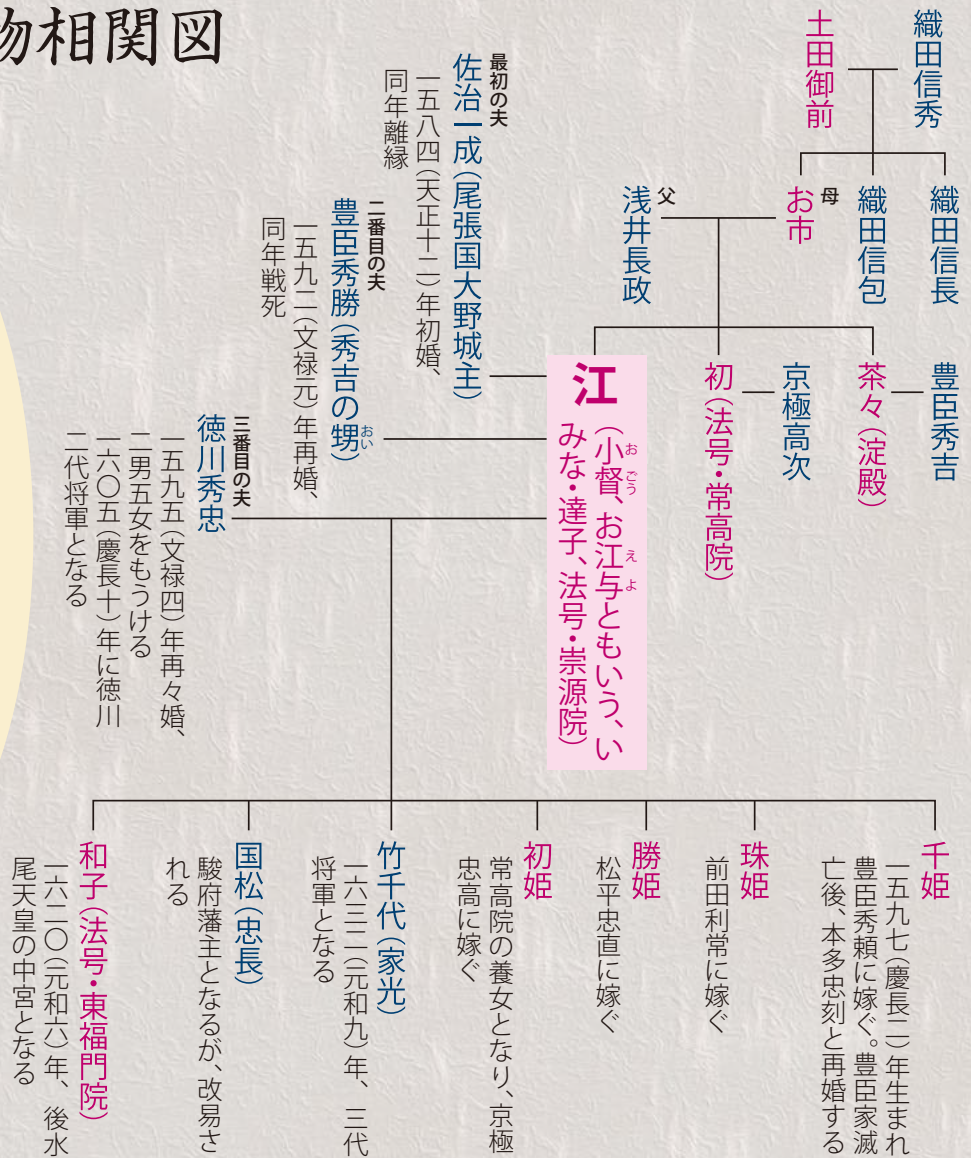 物相関図
織田信秀
土田御前
織田信長
織田信包
母
お市
父
浅井長政
豊臣秀吉
茶々(淀殿)
京極高次
初(法号・常高院)
江
(小督、お江与ともいう、い
おごう
えよ
みな・達子、法号・崇源院)
最初の夫
佐治一成(尾張国大野城主)
一五八四(天正十二)年初婚、
同年離縁
二番目の夫
豊臣秀勝(秀吉の甥)
おい
一五九二(文禄元)年再婚、
同年戦死
三番目の夫
徳川秀忠
一五九五(文禄四)年再々婚、
二男五女をもうける
一六〇五(慶長十)年に徳川
二代将軍となる
千姫
一五九七(慶長二)年生まれ
豊臣秀頼に嫁ぐ。豊臣家滅
亡後、本多忠刻と再婚する
珠姫
前田利常に嫁ぐ
勝姫
松平忠直に嫁ぐ
初姫
常高院の養女となり、京極
忠高に嫁ぐ
竹千代(家光)
一六三二(元和九)年、三代
将軍となる
国松(忠長)
駿府藩主となるが、改易さ
れる
和子(法号・東福門院)
一六二〇(元和六)年、後水
尾天皇の中宮となる